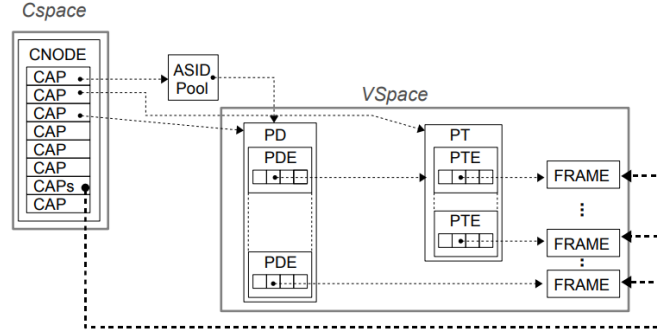 Cspace
CNODE
CAP
CAP
CAP
CAP
CAP
CAP
CAPs
CAP
ASID
Pool
VSpace
PD
PDE
PDE
PT
PTE
PTE
FRAME
FRAME
FRAME